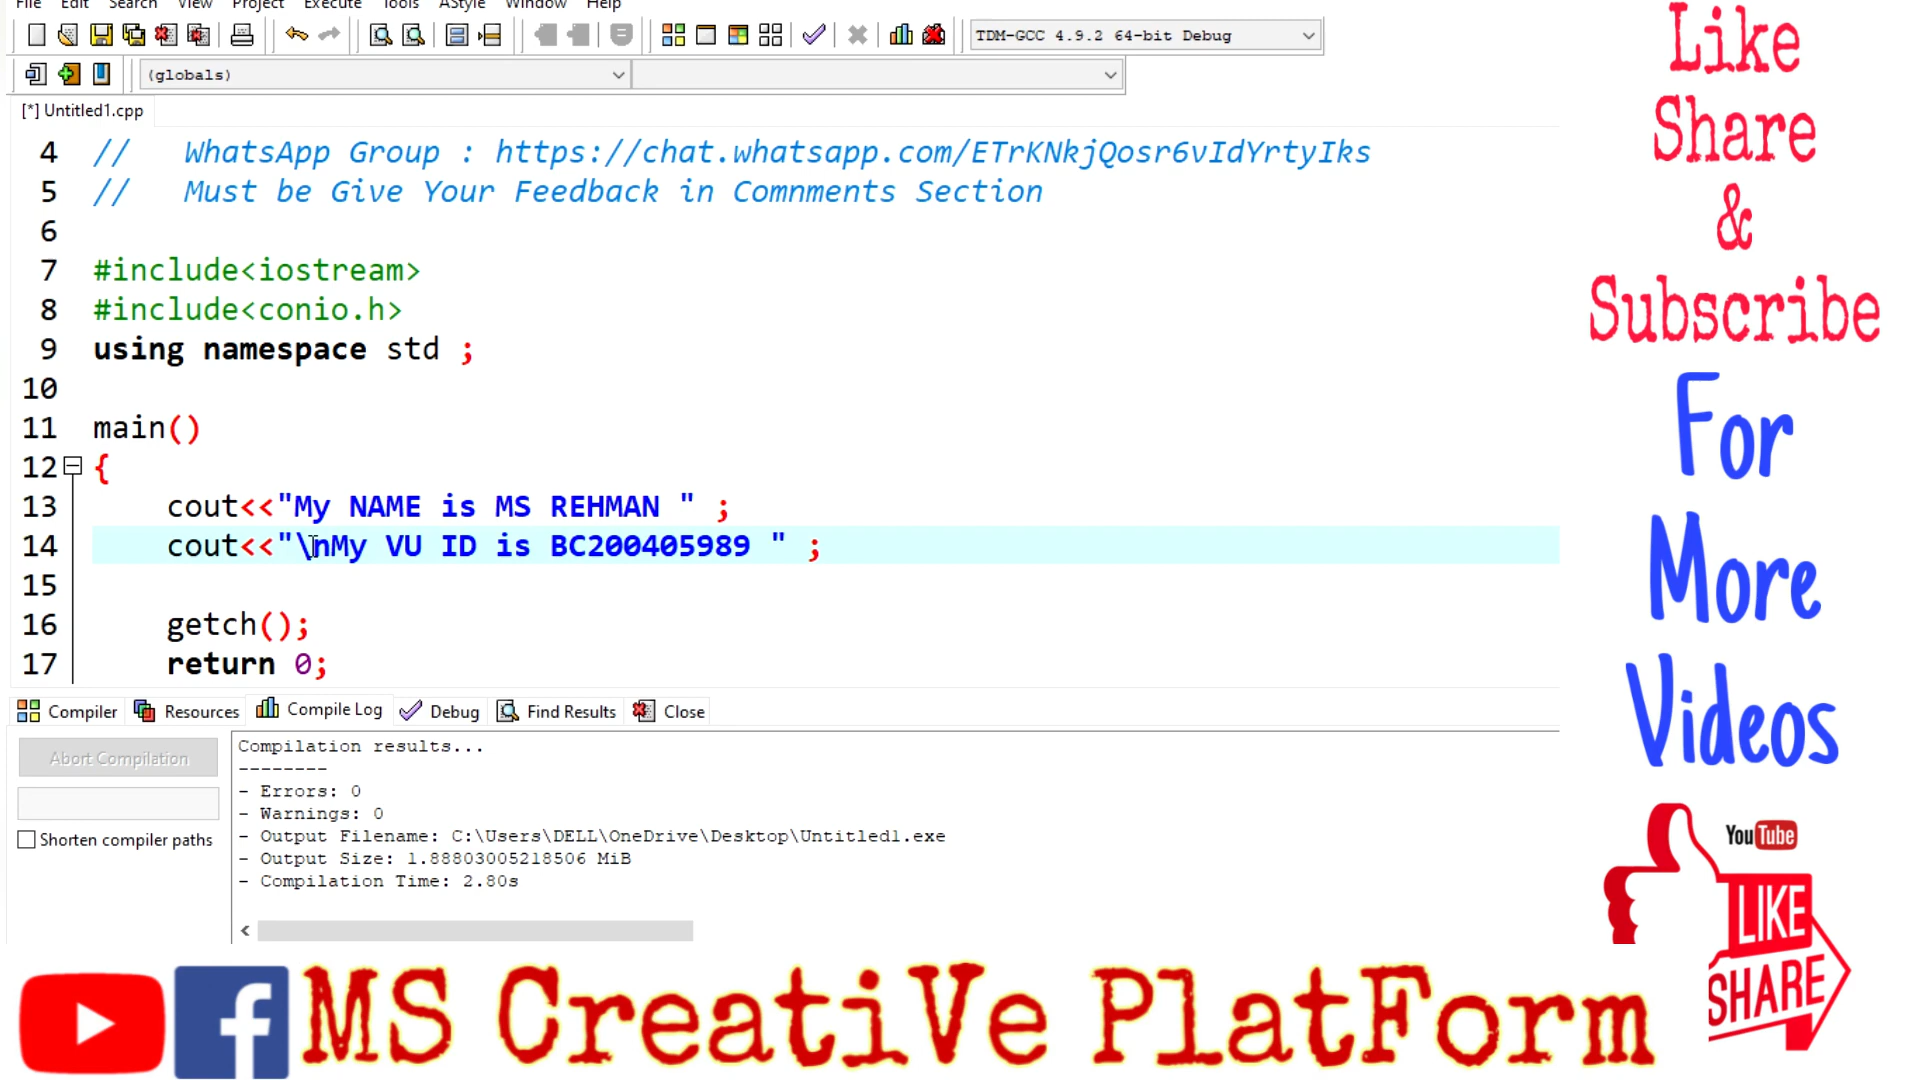 File Edit Search View Project Execute Tools AStyle Window Help
TDM-GCC 4.9.2 64-bit Debug
(globals)
[*] Untitled1.cpp
4 // WhatsApp Group : https://chat.whatsapp.com/ETrKNkjQosr6vIdYrtyIks
5 // Must be Give Your Feedback in Comnments Section
6
7 #include<iostream>
8 #include<conio.h>
9 using namespace std ;
10
11 main()
12 {
13 cout<<"My NAME is MS REHMAN " ;
14 cout<<"\nMy VU ID is BC200405989 " ;
15
16 getch();
17 return 0;
Compiler Resources Compile Log Debug Find Results Close
Abort Compilation
Shorten compiler paths
Compilation results...
--------
- Errors: 0
- Warnings: 0
- Output Filename: C:\Users\DELL\OneDrive\Desktop\Untitled1.exe
- Output Size: 1.88803005218506 MiB
- Compilation Time: 2.80s
Like
Share
&
Subscribe
For
More
Videos
YouTube
LIKE
SHARE
f MS CreatiVe PlatForm